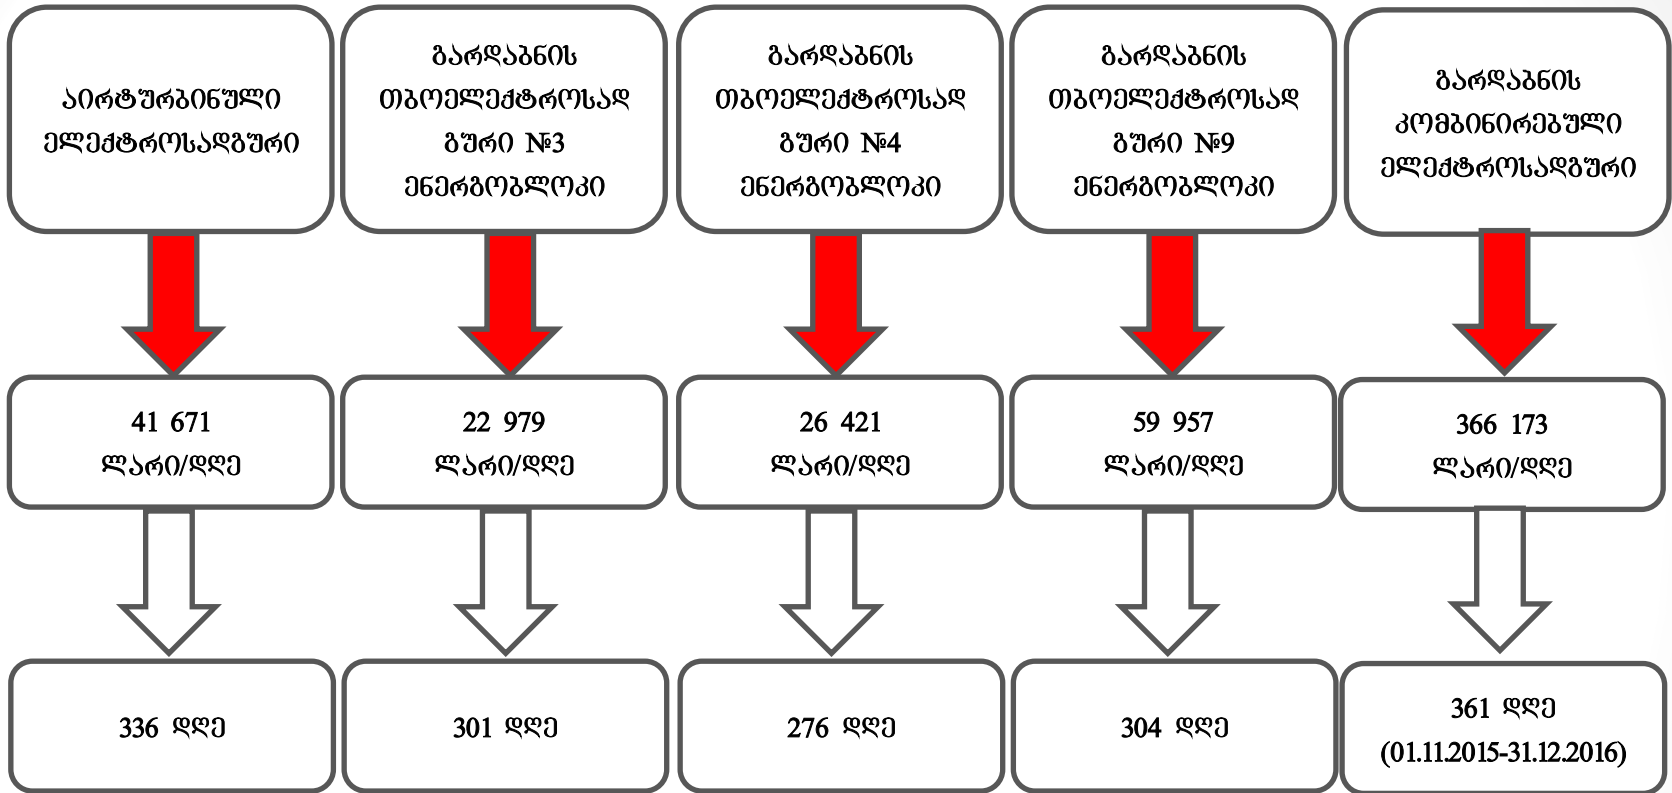 აირტურბინული
ელექტროსადგური
გარდაბნის
თბოელექტროსად
გური №3
ენერგობლოკი
გარდაბნის
თბოელექტროსად
გური №4
ენერგობლოკი
გარდაბნის
თბოელექტროსად
გური №9
ენერგობლოკი
გარდაბნის
კომბინირებული
ელექტროსადგური
41 671
ლარი/დღე
22 979
ლარი/დღე
26 421
ლარი/დღე
59 957
ლარი/დღე
366 173
ლარი/დღე
336 დღე
301 დღე
276 დღე
304 დღე
361 დღე
(01.11.2015-31.12.2016)